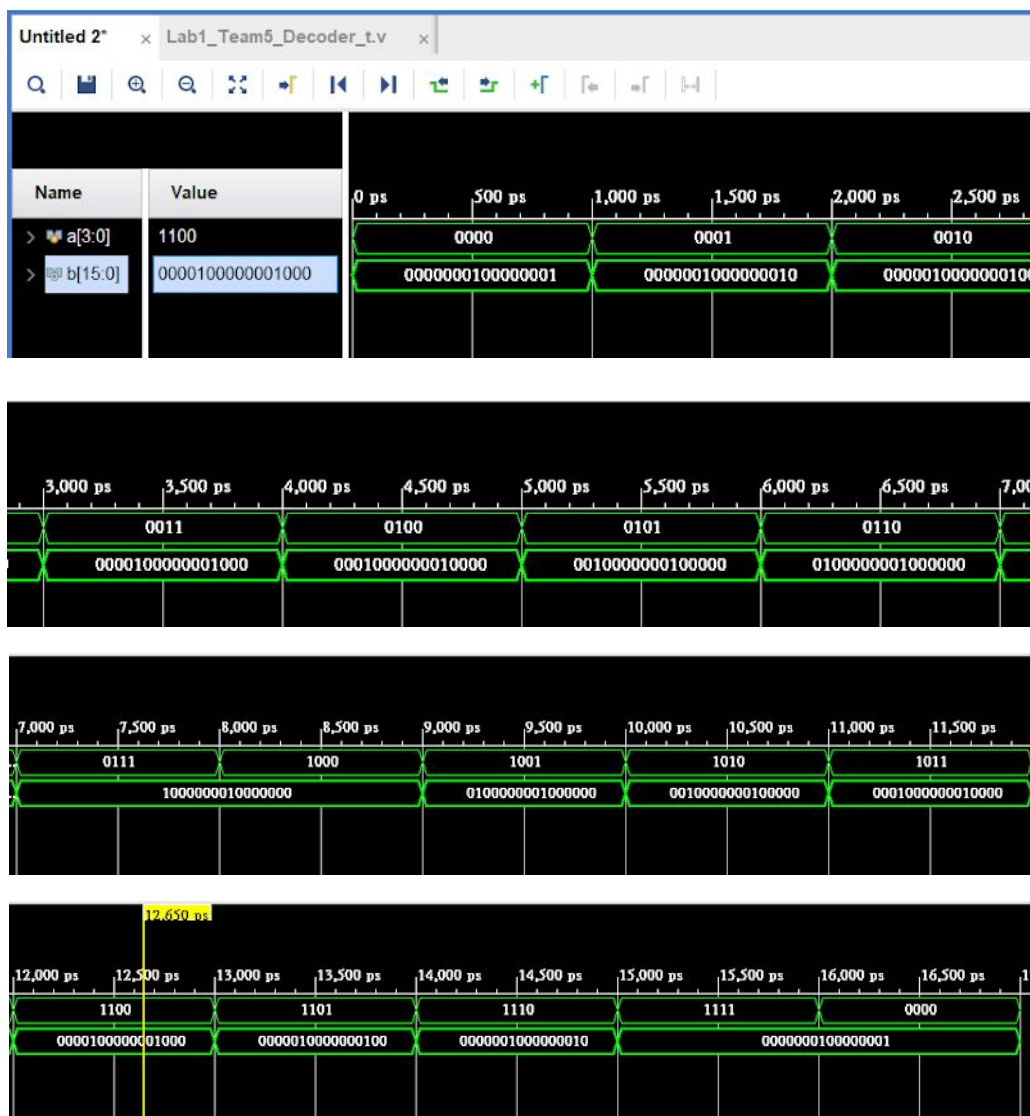 Untitled 2* × Lab1_Team5_Decoder_t.v ×
Name Value 0 ps 500 ps 1,000 ps 1,500 ps 2,000 ps 2,500 ps
a[3:0] 1100 0000 0001 0010
b[15:0] 0000100000001000 0000000100000001 0000001000000010 0000010000000100
3,000 ps 3,500 ps 4,000 ps 4,500 ps 5,000 ps 5,500 ps 6,000 ps 6,500 ps 7,00
0011 0100 0101 0110
0000100000001000 0001000000010000 0010000000100000 0100000001000000
7,000 ps 7,500 ps 8,000 ps 8,500 ps 9,000 ps 9,500 ps 10,000 ps 10,500 ps 11,000 ps 11,500 ps
0111 1000 1001 1010 1011
1000000010000000 0100000001000000 0010000000100000 0001000000010000
12,650 ps
12,000 ps 12,500 ps 13,000 ps 13,500 ps 14,000 ps 14,500 ps 15,000 ps 15,500 ps 16,000 ps 16,500 ps 1
1100 1101 1110 1111 0000
0000100000001000 0000010000000100 0000001000000010 0000000100000001